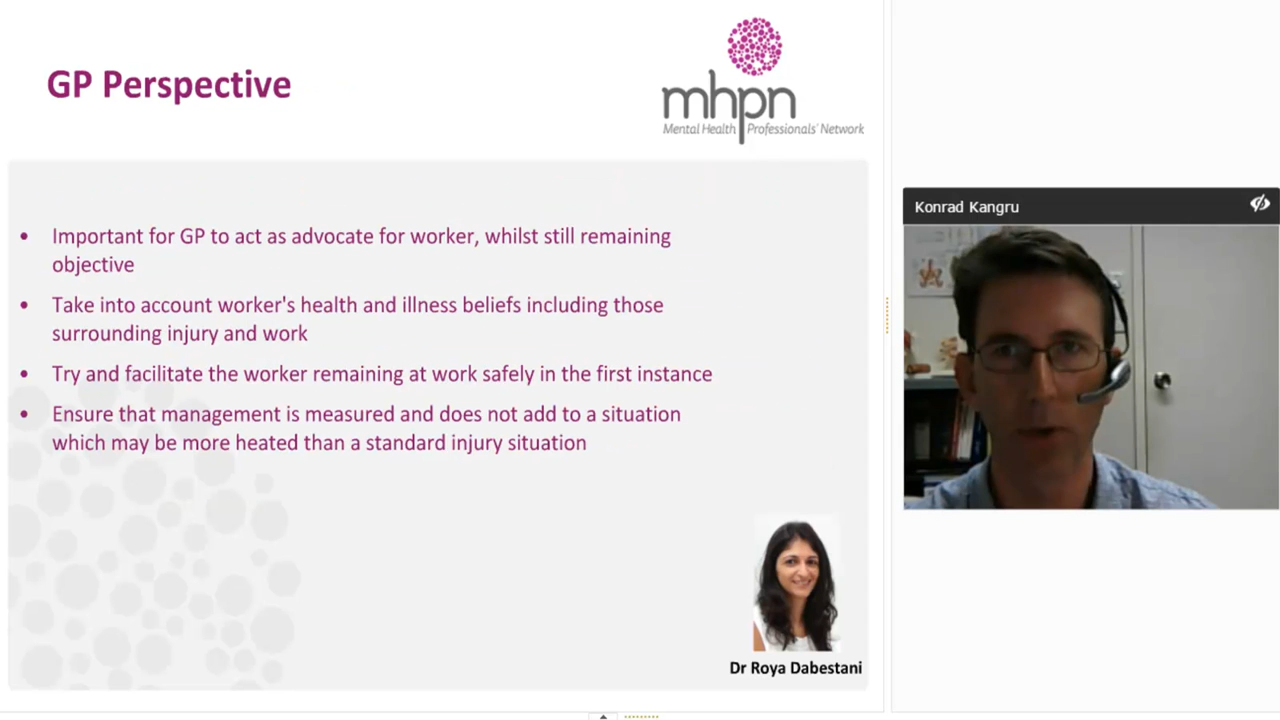 GP Perspective
mhpn
Mental Health Professionals' Network
• Important for GP to act as advocate for worker, whilst still remaining
objective
• Take into account worker's health and illness beliefs including those
surrounding injury and work
• Try and facilitate the worker remaining at work safely in the first instance
• Ensure that management is measured and does not add to a situation
which may be more heated than a standard injury situation
Dr Roya Dabestani
Konrad Kangru